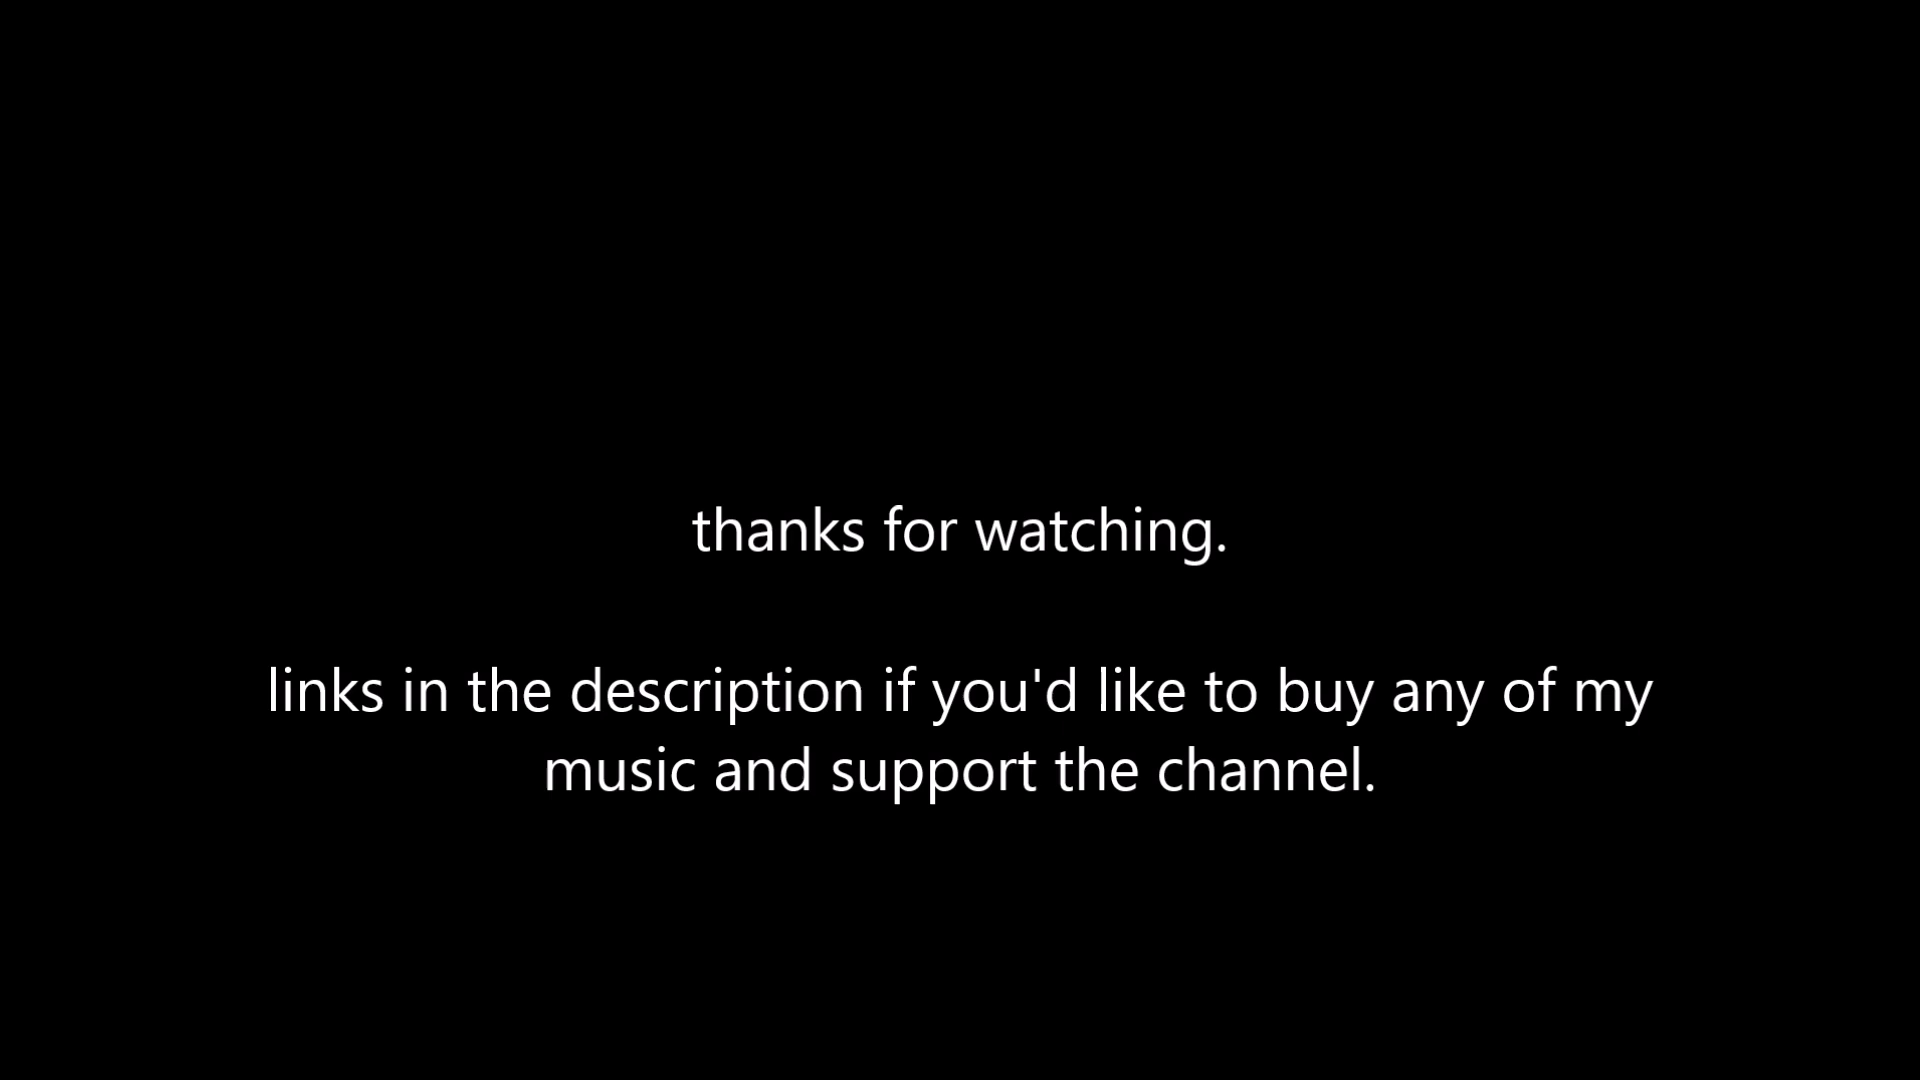 thanks for watching.
links in the description if you'd like to buy any of my
music and support the channel.